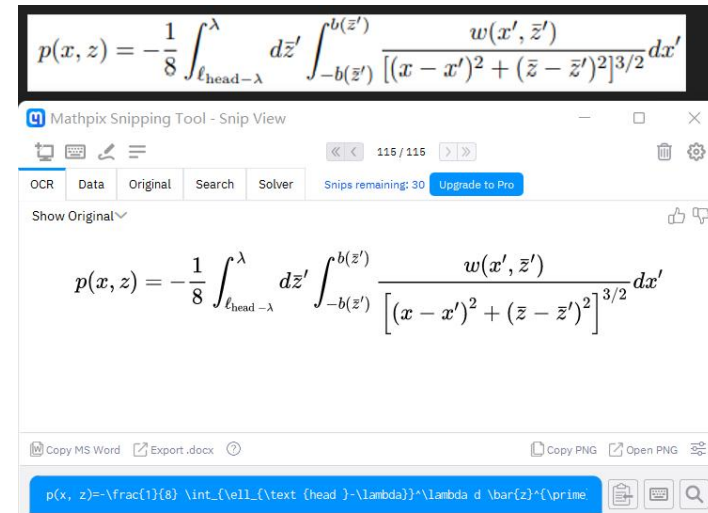 p(x, z) = -\frac{1}{8} \int_{\ell_{\text{head}-\lambda}}^{\lambda} d\bar{z}' \int_{-b(\bar{z}')}^{b(\bar{z}')} \frac{w(x', \bar{z}')}{[(x - x')^2 + (\bar{z} - \bar{z}')^2]^{3/2}} dx'
Mathpix Snipping Tool - Snip View
115 / 115
OCR Data Original Search Solver Snips remaining: 30 Upgrade to Pro
Show Original
p(x, z) = -\frac{1}{8} \int_{\ell_{\text{head}-\lambda}}^{\lambda} d\bar{z}' \int_{-b(\bar{z}')}^{b(\bar{z}')} \frac{w(x', \bar{z}')}{\left[(x - x')^2 + (\bar{z} - \bar{z}')^2\right]^{3/2}} dx'
Copy MS Word Export .docx Copy PNG Open PNG
p(x, z)=-\frac{1}{8} \int_{\ell_{\text {head }-\lambda}}^\lambda d \bar{z}^{\prime